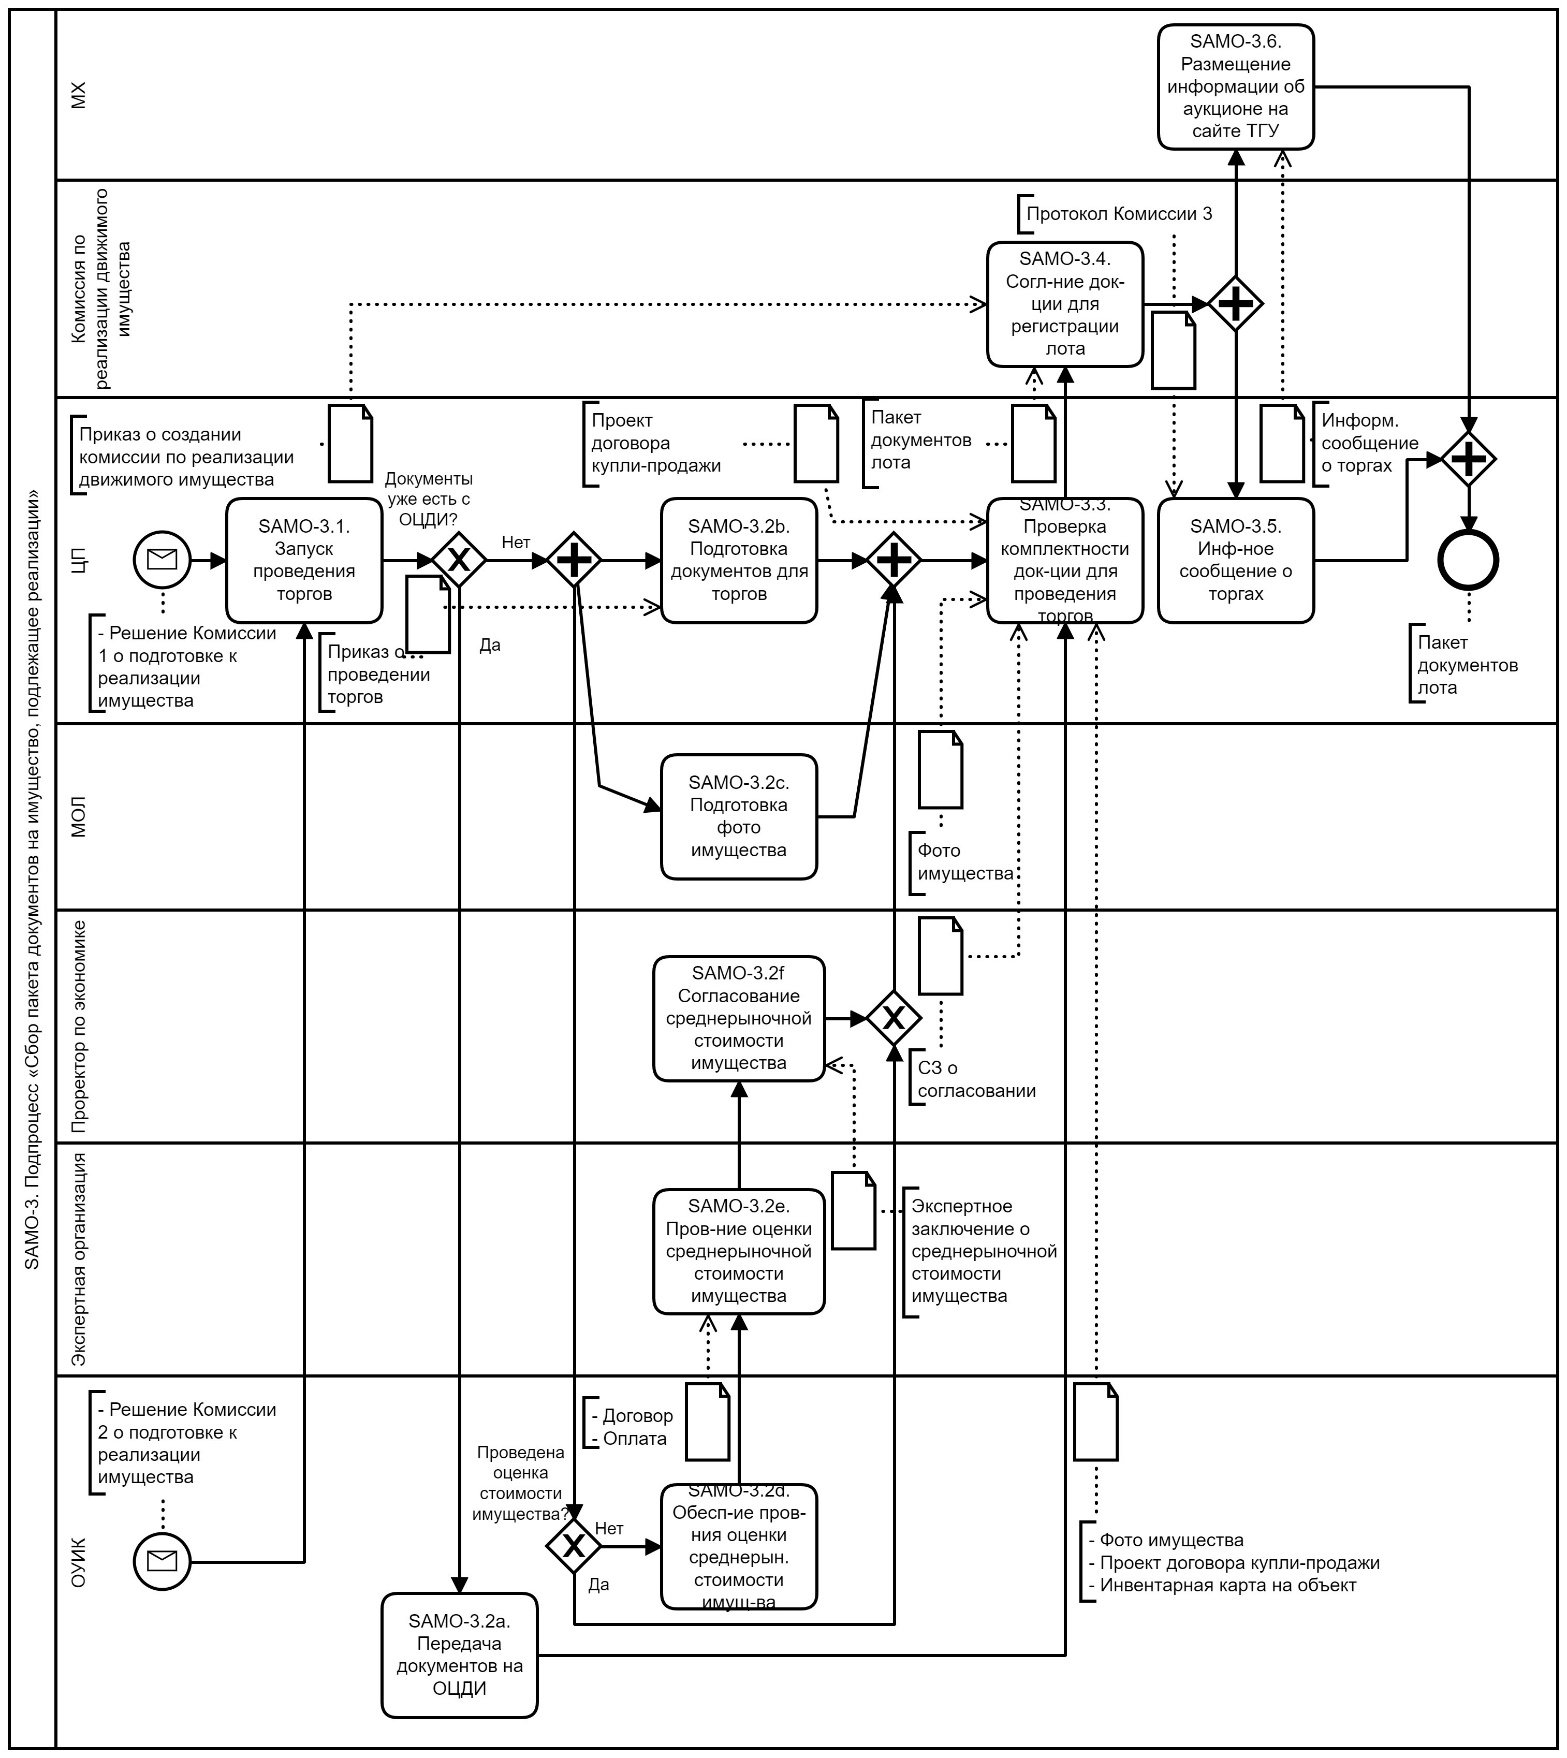 SAMO-3. Подпроцесс «Сбор пакета документов на имущество, подлежащее реализации»
МХ
SAMO-3.6.
Размещение
информации об
аукционе на
сайте ТГУ
Комиссия по
реализации движимого
имущества
Протокол Комиссии 3
SAMO-3.4.
Согл-ние док-
ции для
регистрации
лота
ЦП
Приказ о создании
комиссии по реализации
движимого имущества
Документы
уже есть с
ОЦДИ?
Проект
договора
купли-продажи
Пакет
документов
лота
Информ.
сообщение
о торгах
SAMO-3.1.
Запуск
проведения
торгов
Нет
SAMO-3.2b.
Подготовка
документов для
торгов
SAMO-3.3.
Проверка
комплектности
док-ции для
проведения
торгов
SAMO-3.5.
Инф-ное
сообщение о
торгах
- Решение Комиссии
1 о подготовке к
реализации
имущества
Приказ о
проведении
торгов
Да
Пакет
документов
лота
МОЛ
SAMO-3.2c.
Подготовка
фото
имущества
Фото
имущества
Проректор по экономике
SAMO-3.2f
Согласование
среднерыночной
стоимости
имущества
СЗ о
согласовании
Экспертная организация
SAMO-3.2e.
Пров-ние оценки
среднерыночной
стоимости
имущества
Экспертное
заключение о
среднерыночной
стоимости
имущества
ОУИК
- Решение Комиссии
2 о подготовке к
реализации
имущества
- Договор
- Оплата
Проведена
оценка
стоимости
имущества?
Нет
Да
SAMO-3.2d.
Обесп-ие пров-
ния оценки
среднерын.
стоимости
имущ-ва
- Фото имущества
- Проект договора купли-продажи
- Инвентарная карта на объект
SAMO-3.2a.
Передача
документов на
ОЦДИ